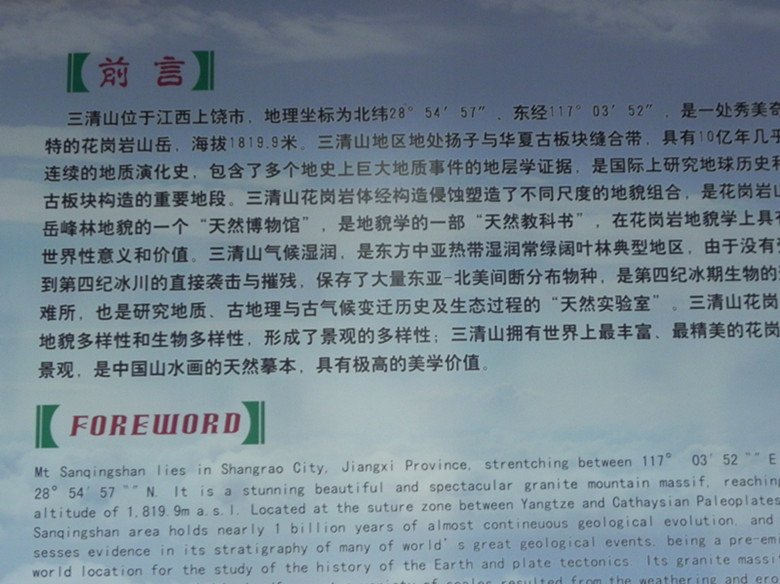 【前 言】
三清山位于江西上饶市，地理坐标为北纬28° 54′ 57″，东经117° 03′ 52″，是一处秀美奇
特的花岗岩山岳，海拔1819.9米。三清山地区地处扬子与华夏古板块缝合带，具有10亿年几乎
连续的地质演化史，包含了多个地史上巨大地质事件的地层学证据，是国际上研究地球历史和
古板块构造的重要地段。三清山花岗岩体经构造侵蚀塑造了不同尺度的地貌组合，是花岗岩山
岳峰林地貌的一个“天然博物馆”，是地貌学的一部“天然教科书”，在花岗岩地貌学上具有
世界性意义和价值。三清山气候湿润，是东方中亚热带湿润常绿阔叶林典型地区，由于没有
到第四纪冰川的直接袭击与摧残，保存了大量东亚-北美间断分布物种，是第四纪冰期生物的
难所，也是研究地质、古地理与古气候变迁历史及生态过程的“天然实验室”。三清山花岗
地貌多样性和生物多样性，形成了景观的多样性；三清山拥有世界上最丰富、最精美的花岗
景观，是中国山水画的天然摹本，具有极高的美学价值。
【FOREWORD】
Mt Sanqingshan lies in Shangrao City, Jiangxi Province, strentching between 117° 03′ 52 "" E
28° 54′ 57 "" N. It is a stunning beautiful and spectacular granite mountain massif, reaching
altitude of 1,819.9m a.s.l. Located at the suture zone between Yangtze and Cathaysian Paleoplates
Sanqingshan area holds nearly 1 billion years of almost contineuous geological evolution, and
sesses evidence in its stratigraphy of many of world's great geological events, being a pre-em
world location for the study of the history of the Earth and plate tectonics. Its granite massi
of scales resulted from the weathering and ero